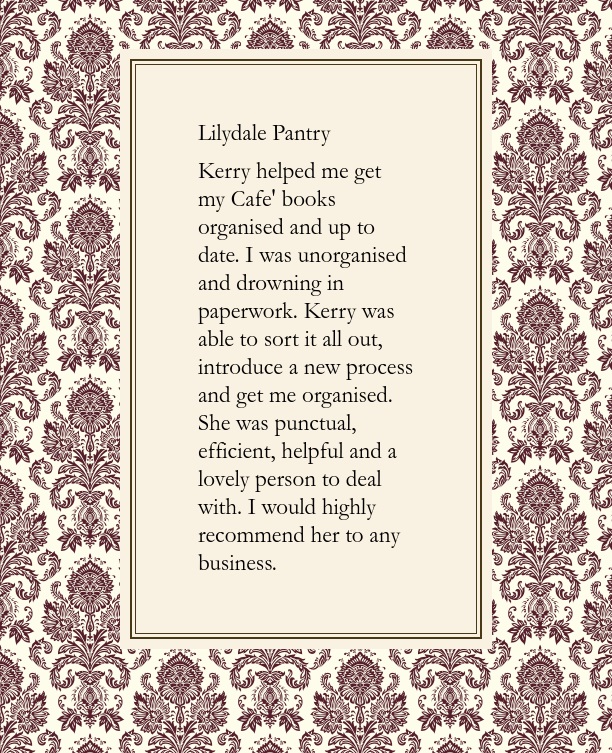 Lilydale Pantry
Kerry helped me get
my Cafe' books
organised and up to
date. I was unorganised
and drowning in
paperwork. Kerry was
able to sort it all out,
introduce a new process
and get me organised.
She was punctual,
efficient, helpful and a
lovely person to deal
with. I would highly
recommend her to any
business.